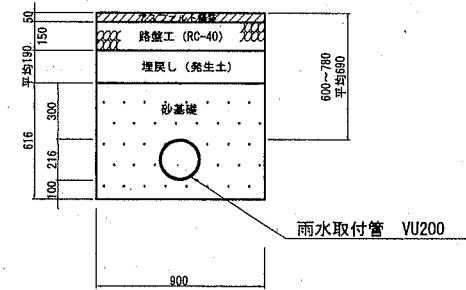 50
アスファルト舗装
150
路盤工 (RC-40)
平均190
埋戻し (発生土)
600~780
平均690
616
300
砂基礎
216
100
雨水取付管 VU200
900